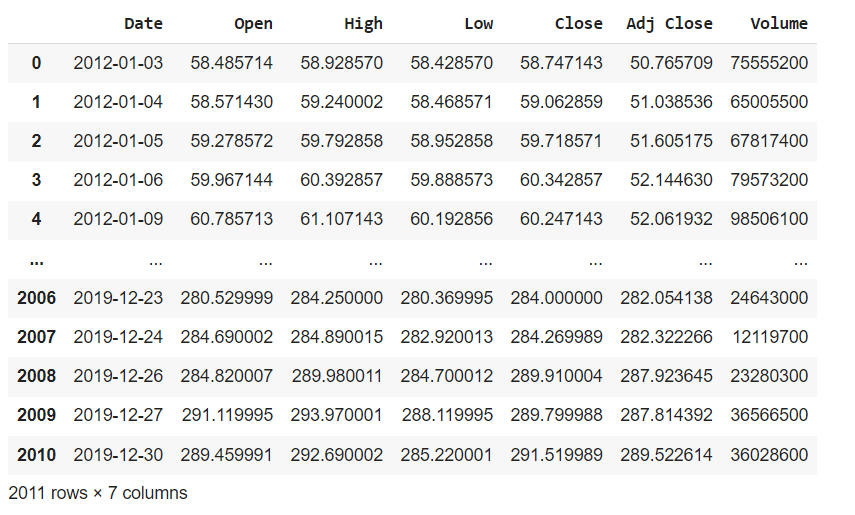 Date Open High Low Close Adj Close Volume
0 2012-01-03 58.485714 58.928570 58.428570 58.747143 50.765709 75555200
1 2012-01-04 58.571430 59.240002 58.468571 59.062859 51.038536 65005500
2 2012-01-05 59.278572 59.792858 58.952858 59.718571 51.605175 67817400
3 2012-01-06 59.967144 60.392857 59.888573 60.342857 52.144630 79573200
4 2012-01-09 60.785713 61.107143 60.192856 60.247143 52.061932 98506100
... ... ... ... ... ... ... ...
2006 2019-12-23 280.529999 284.250000 280.369995 284.000000 282.054138 24643000
2007 2019-12-24 284.690002 284.890015 282.920013 284.269989 282.322266 12119700
2008 2019-12-26 284.820007 289.980011 284.700012 289.910004 287.923645 23280300
2009 2019-12-27 291.119995 293.970001 288.119995 289.799988 287.814392 36566500
2010 2019-12-30 289.459991 292.690002 285.220001 291.519989 289.522614 36028600
2011 rows × 7 columns